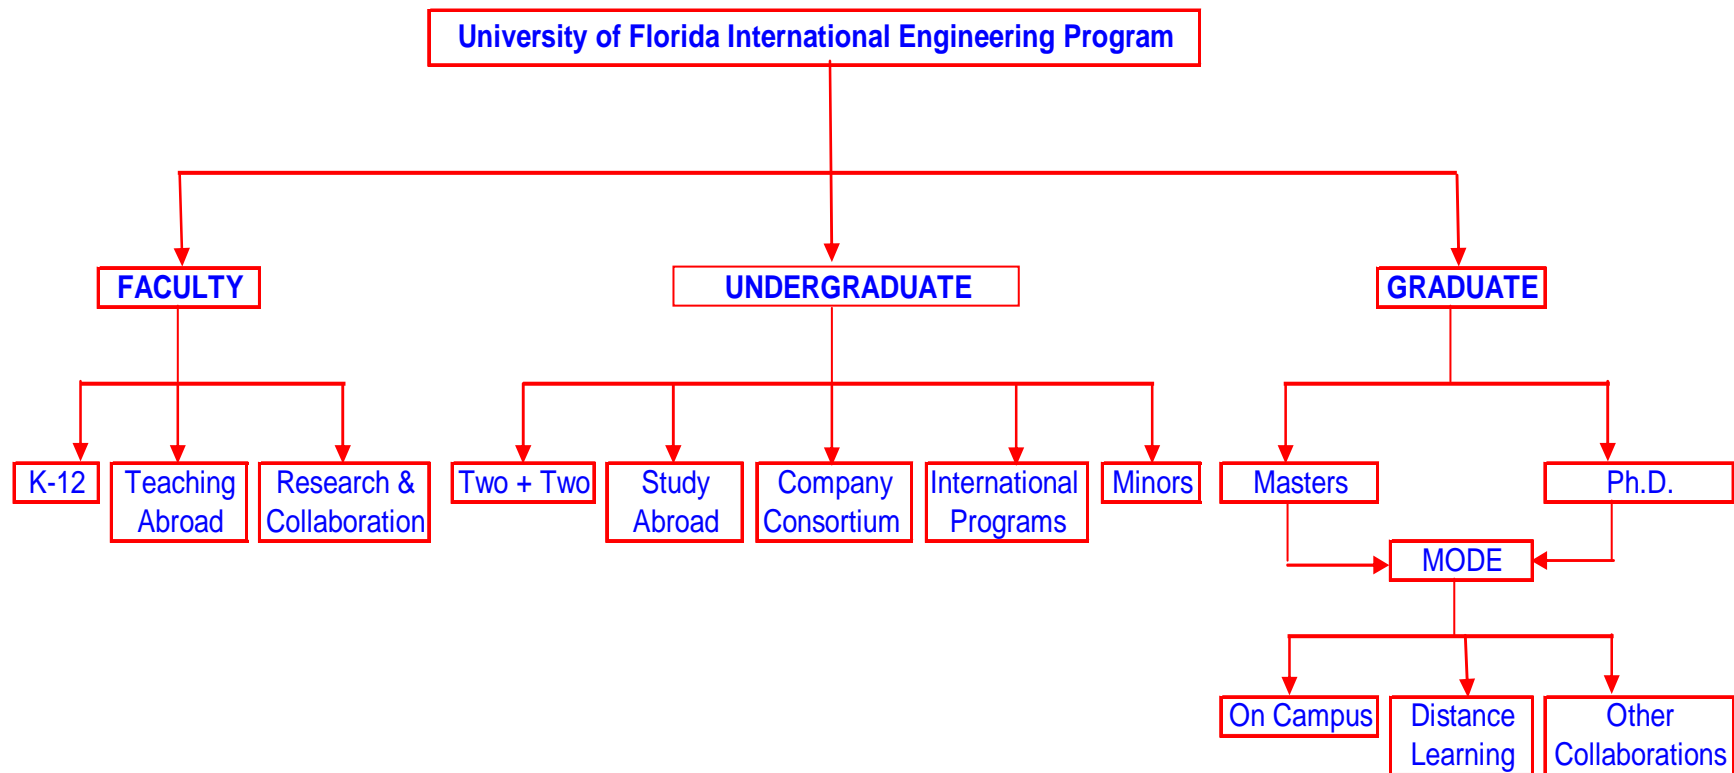 University of Florida International Engineering Program
FACULTY
UNDERGRADUATE
GRADUATE
K-12
Teaching
Abroad
Research &
Collaboration
Two + Two
Study
Abroad
Company
Consortium
International
Programs
Minors
Masters
Ph.D.
MODE
On Campus
Distance
Learning
Other
Collaborations